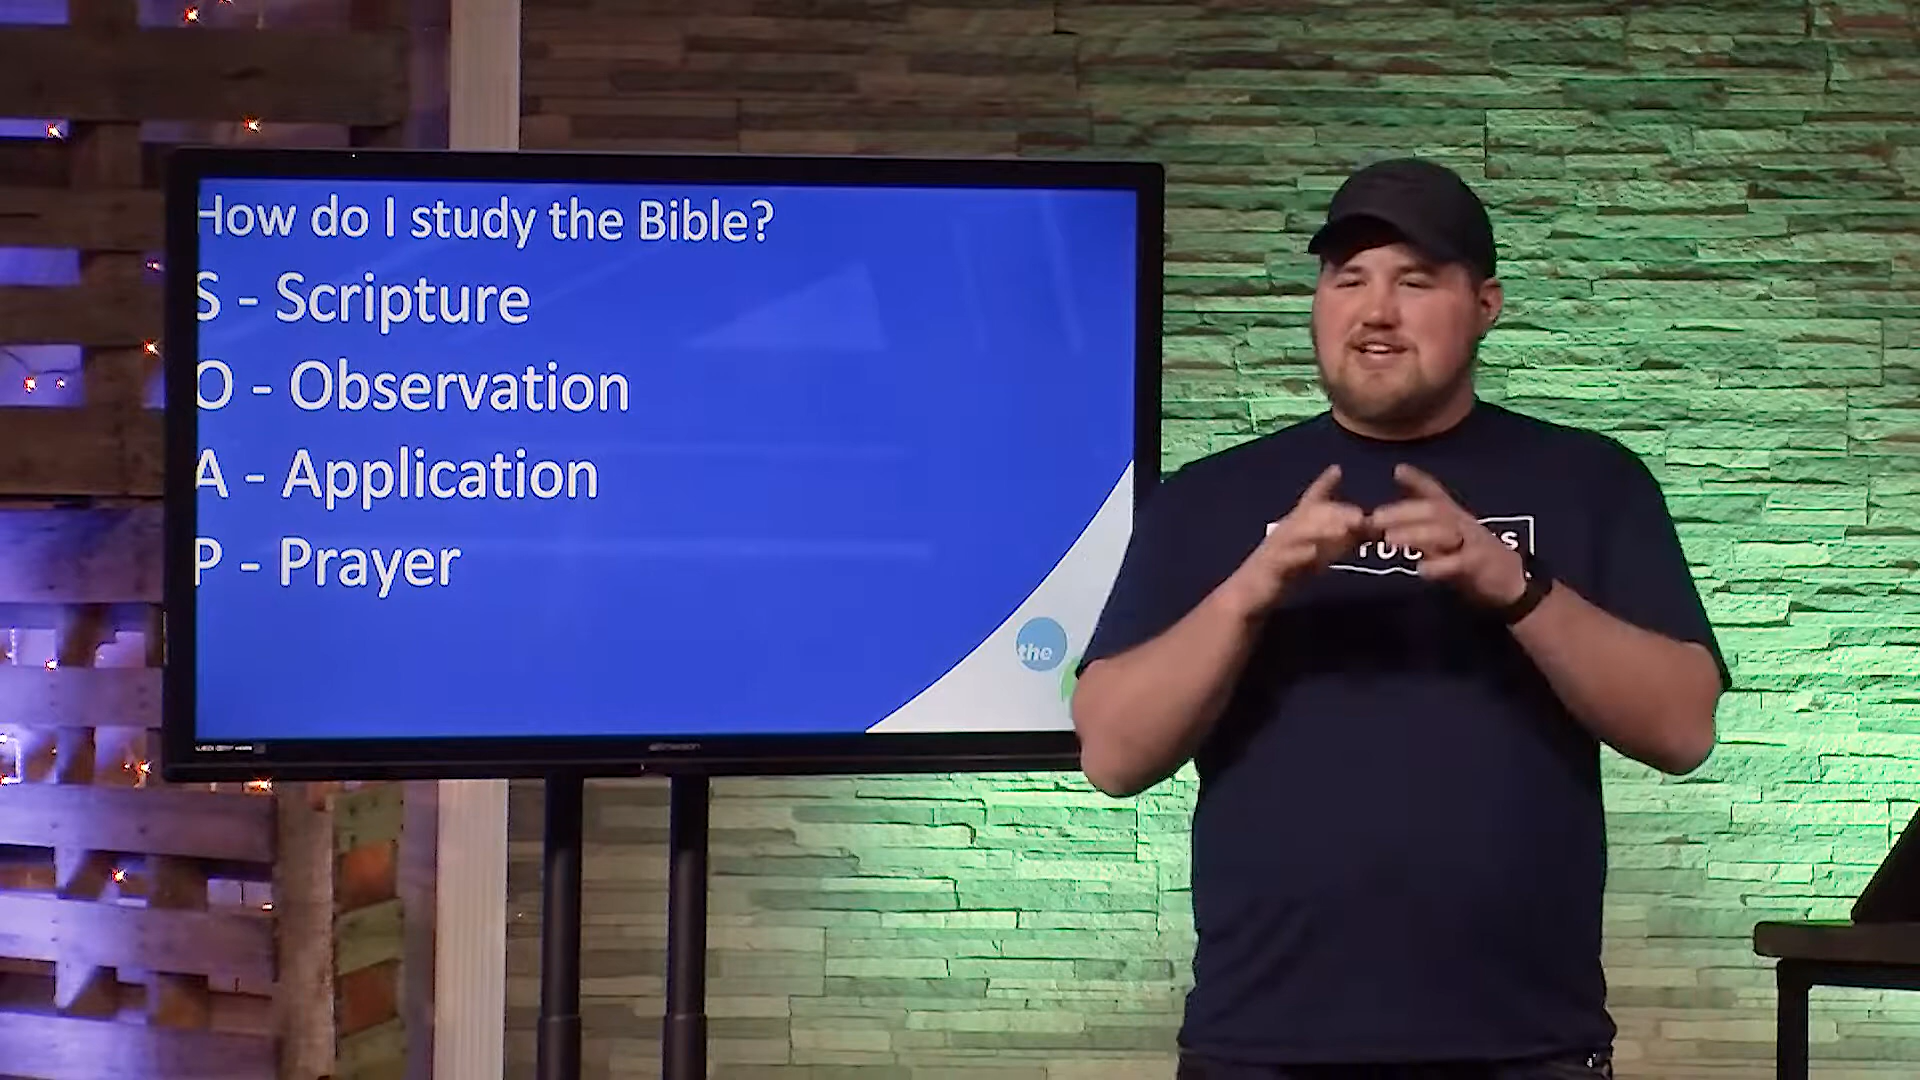 How do I study the Bible?
S - Scripture
O - Observation
A - Application
P - Prayer
the